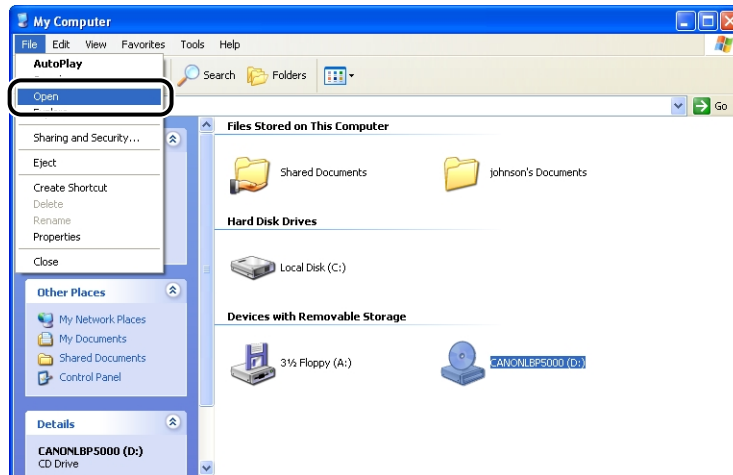 My Computer
File Edit View Favorites Tools Help
AutoPlay
Search Folders
Open
Go
Sharing and Security...
Eject
Create Shortcut
Delete
Rename
Properties
Close
Files Stored on This Computer
Shared Documents johnson's Documents
Hard Disk Drives
Local Disk (C:)
Devices with Removable Storage
3½ Floppy (A:) CANONLBP5000 (D:)
Other Places
My Network Places
My Documents
Shared Documents
Control Panel
Details
CANONLBP5000 (D:)
CD Drive